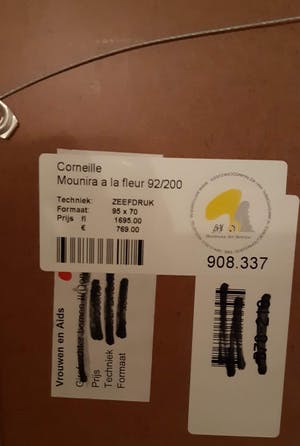 Corneille
Mounira a la fleur 92/200
Techniek: ZEEFDRUK
Formaat: 95 x 70
Prijs fl 1695.00
€ 769.00
908.337
Vrouwen en Aids
Prijs
Techniek
Formaat